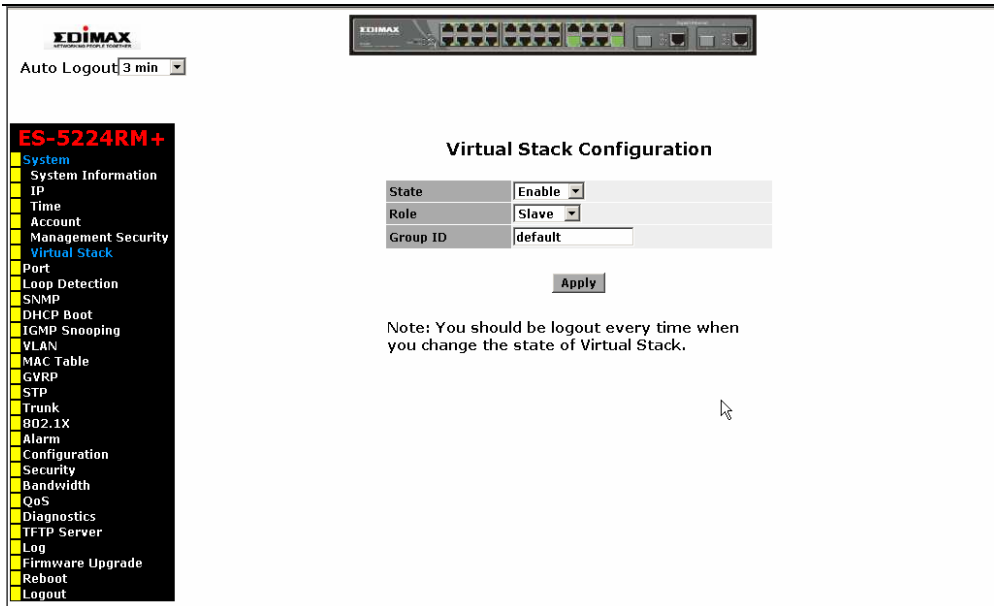 EDIMAX
NETWORKING PEOPLE TOGETHER
Auto Logout 3 min
EDIMAX
ES-5224RM+
System
System Information
IP
Time
Account
Management Security
Virtual Stack
Port
Loop Detection
SNMP
DHCP Boot
IGMP Snooping
VLAN
MAC Table
GVRP
STP
Trunk
802.1X
Alarm
Configuration
Security
Bandwidth
QoS
Diagnostics
TFTP Server
Log
Firmware Upgrade
Reboot
Logout
Virtual Stack Configuration
State Enable
Role Slave
Group ID default
Apply
Note: You should be logout every time when
you change the state of Virtual Stack.